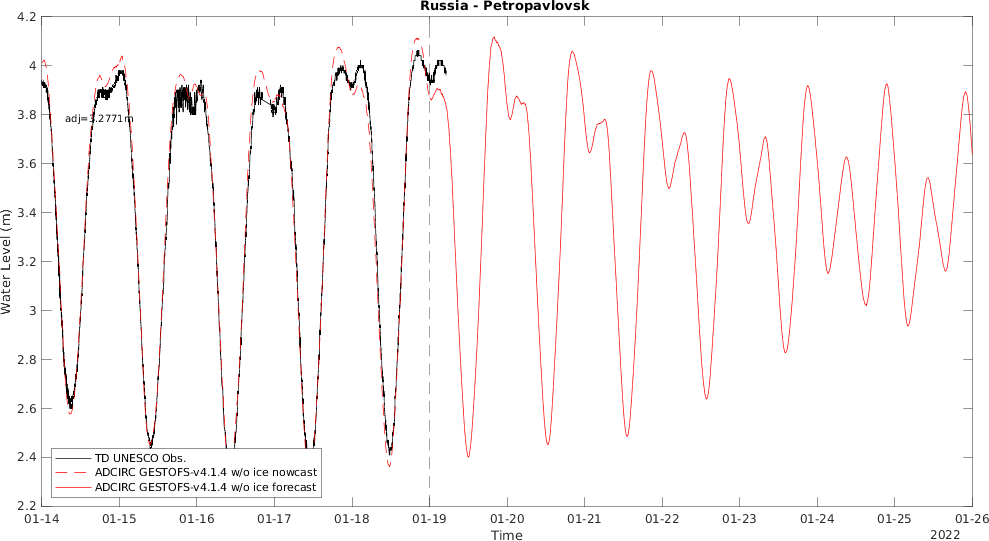 Russia - Petropavlovsk
4.2
4
3.8
3.6
3.4
3.2
3
2.8
2.6
2.4
2.2
Water Level (m)
adj=3.2771m
TD UNESCO Obs.
ADCIRC GESTOFS-v4.1.4 w/o ice nowcast
ADCIRC GESTOFS-v4.1.4 w/o ice forecast
01-14 01-15 01-16 01-17 01-18 01-19 01-20 01-21 01-22 01-23 01-24 01-25 01-26
Time
2022